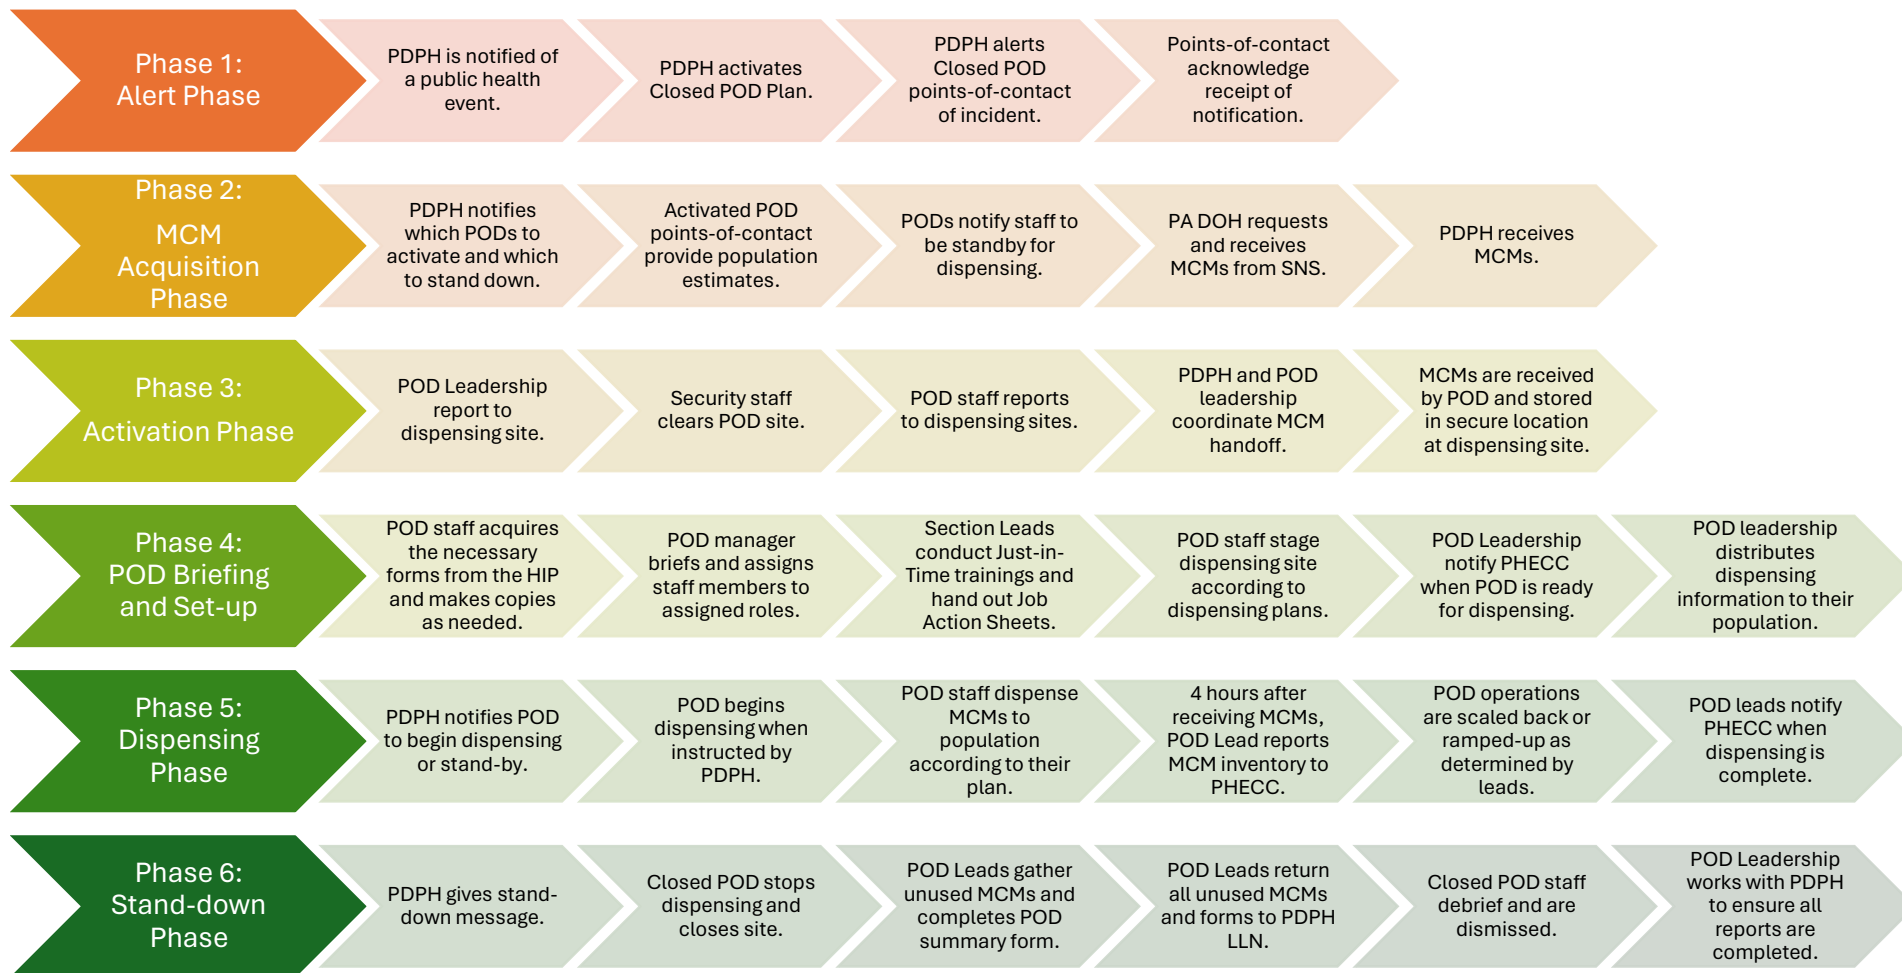 Phase 1:
Alert Phase
PDPH is notified of
a public health
event.
PDPH activates
Closed POD Plan.
PDPH alerts
Closed POD
points-of-contact
of incident.
Points-of-contact
acknowledge
receipt of
notification.
Phase 2:
MCM
Acquisition
Phase
PDPH notifies
which PODs to
activate and which
to stand down.
Activated POD
points-of-contact
provide population
estimates.
PODs notify staff to
be standby for
dispensing.
PA DOH requests
and receives
MCMs from SNS.
PDPH receives
MCMs.
Phase 3:
Activation Phase
POD Leadership
report to
dispensing site.
Security staff
clears POD site.
POD staff reports
to dispensing sites.
PDPH and POD
leadership
coordinate MCM
handoff.
MCMs are received
by POD and stored
in secure location
at dispensing site.
Phase 4:
POD Briefing
and Set-up
POD staff acquires
the necessary
forms from the HIP
and makes copies
as needed.
POD manager
briefs and assigns
staff members to
assigned roles.
Section Leads
conduct Just-in-
Time trainings and
hand out Job
Action Sheets.
POD staff stage
dispensing site
according to
dispensing plans.
POD Leadership
notify PHECC
when POD is ready
for dispensing.
POD leadership
distributes
dispensing
information to their
population.
Phase 5:
Dispensing
Phase
PDPH notifies POD
to begin dispensing
or stand-by.
POD begins
dispensing when
instructed by
PDPH.
POD staff dispense
MCMs to
population
according to their
plan.
4 hours after
receiving MCMs,
POD Lead reports
MCM inventory to
PHECC.
POD operations
are scaled back or
ramped-up as
determined by
leads.
POD leads notify
PHECC when
dispensing is
complete.
Phase 6:
Stand-down
Phase
PDPH gives stand-
down message.
Closed POD stops
dispensing and
closes site.
POD Leads gather
unused MCMs and
completes POD
summary form.
POD Leads return
all unused MCMs
and forms to PDPH
LLN.
Closed POD staff
debrief and are
dismissed.
POD Leadership
works with PDPH
to ensure all
reports are
completed.